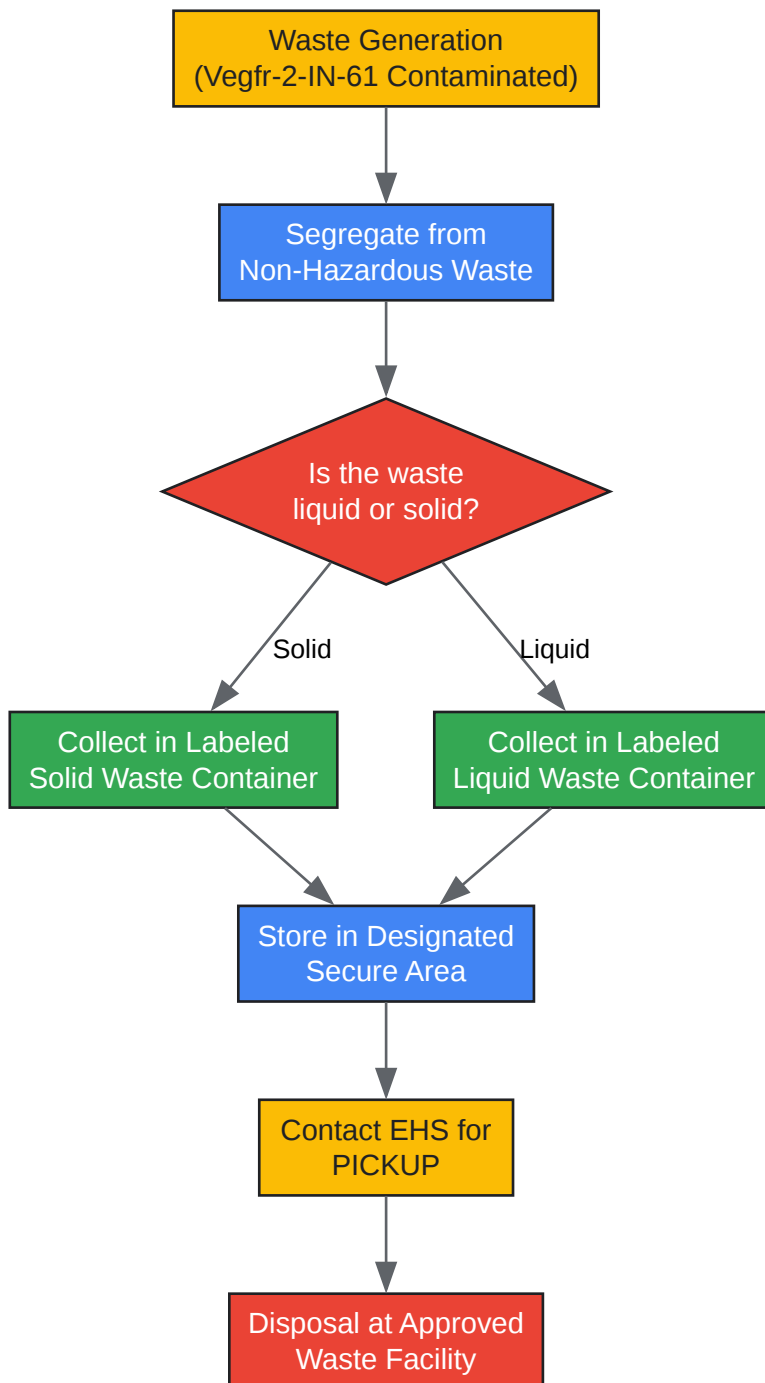 Waste Generation
(Vegfr-2-IN-61 Contaminated)
Segregate from
Non-Hazardous Waste
Is the waste
liquid or solid?
Solid
Liquid
Collect in Labeled
Solid Waste Container
Collect in Labeled
Liquid Waste Container
Store in Designated
Secure Area
Contact EHS for
PICKUP
Disposal at Approved
Waste Facility